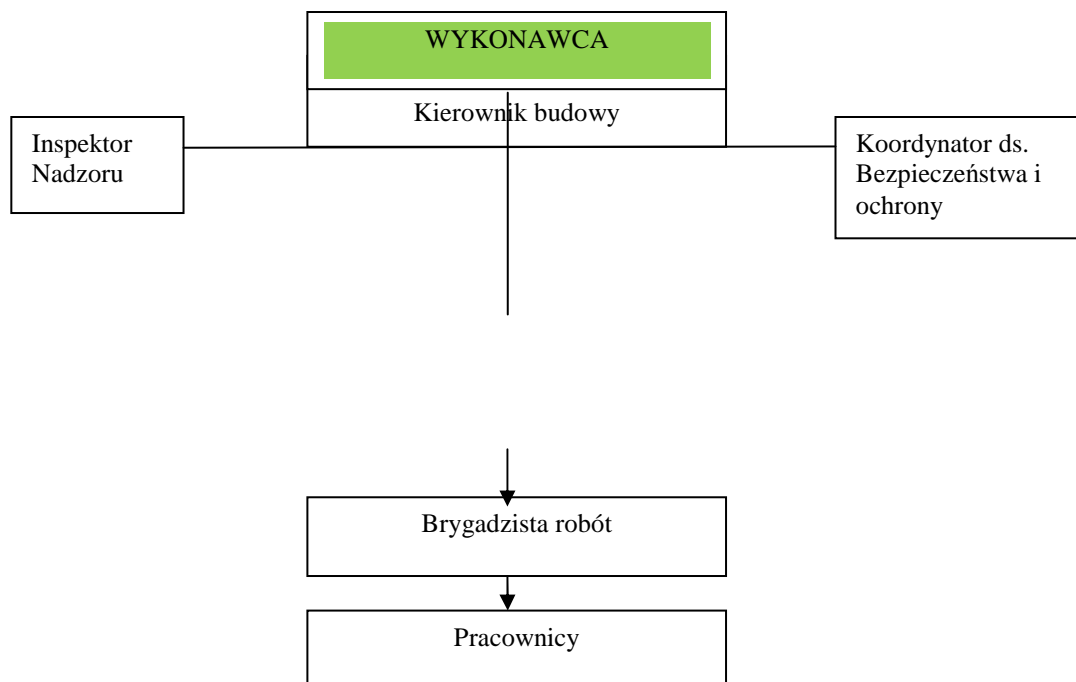 WYKONAWCA
Kierownik budowy
Inspektor
Nadzoru
Koordynator ds.
Bezpieczeństwa i
ochrony
Brygadzista robót
Pracownicy